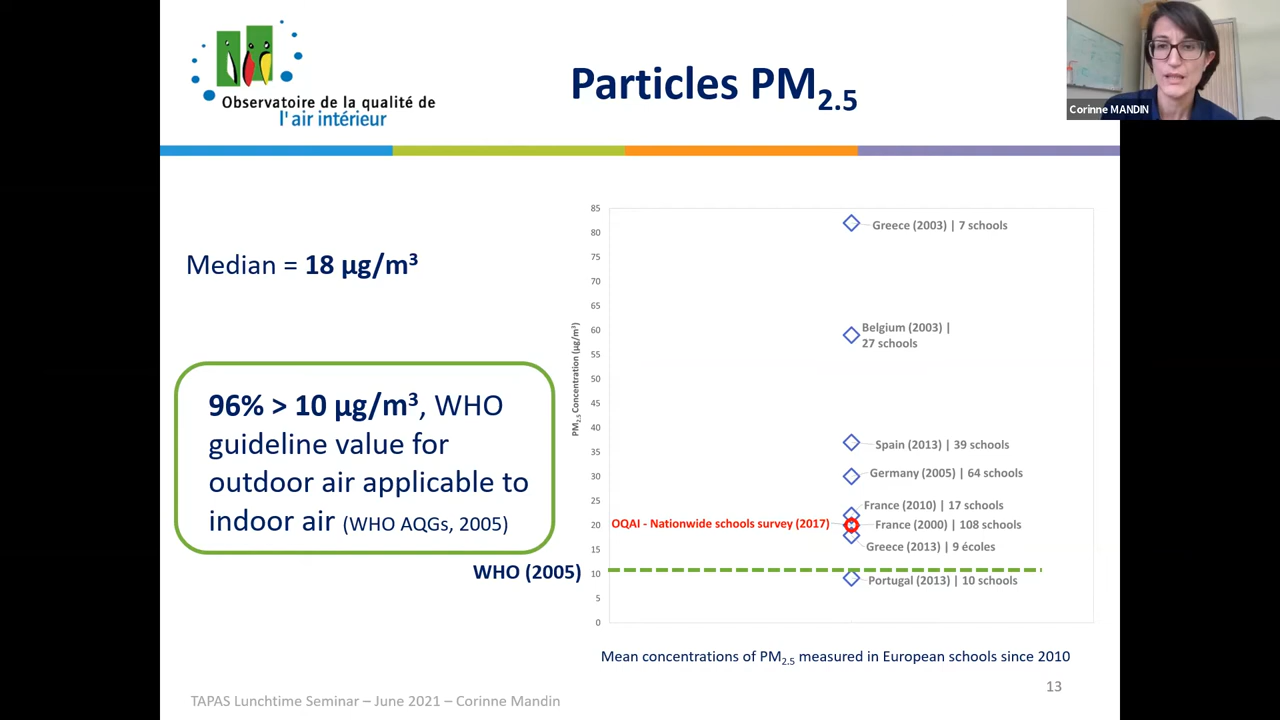 Observatoire de la qualité de
l'air intérieur
Particles PM2.5
Corinne MANDIN
Median = 18 µg/m³
96% > 10 µg/m³, WHO
guideline value for
outdoor air applicable to
indoor air (WHO AQGs, 2005)
WHO (2005)
PM2.5 Concentration (µg/m³)
85
80
75
70
65
60
55
50
45
40
35
30
25
20
15
10
5
0
Greece (2003) | 7 schools
Belgium (2003) |
27 schools
Spain (2013) | 39 schools
Germany (2005) | 64 schools
France (2010) | 17 schools
OQAI - Nationwide schools survey (2017)
France (2000) | 108 schools
Greece (2013) | 9 écoles
Portugal (2013) | 10 schools
Mean concentrations of PM2.5 measured in European schools since 2010
13
TAPAS Lunchtime Seminar – June 2021 – Corinne Mandin